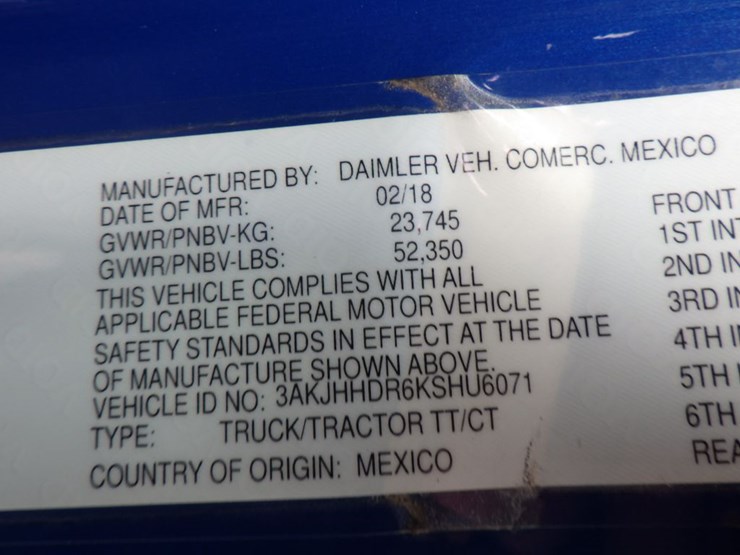 MANUFACTURED BY: DAIMLER VEH. COMERC. MEXICO
DATE OF MFR: 02/18
GVWR/PNBV-KG: 23,745
GVWR/PNBV-LBS: 52,350
THIS VEHICLE COMPLIES WITH ALL
APPLICABLE FEDERAL MOTOR VEHICLE
SAFETY STANDARDS IN EFFECT AT THE DATE
OF MANUFACTURE SHOWN ABOVE.
VEHICLE ID NO: 3AKJHHDR6KSHU6071
TYPE: TRUCK/TRACTOR TT/CT
COUNTRY OF ORIGIN: MEXICO
FRONT
1ST INT
2ND IN
3RD IN
4TH I
5TH I
6TH
REA